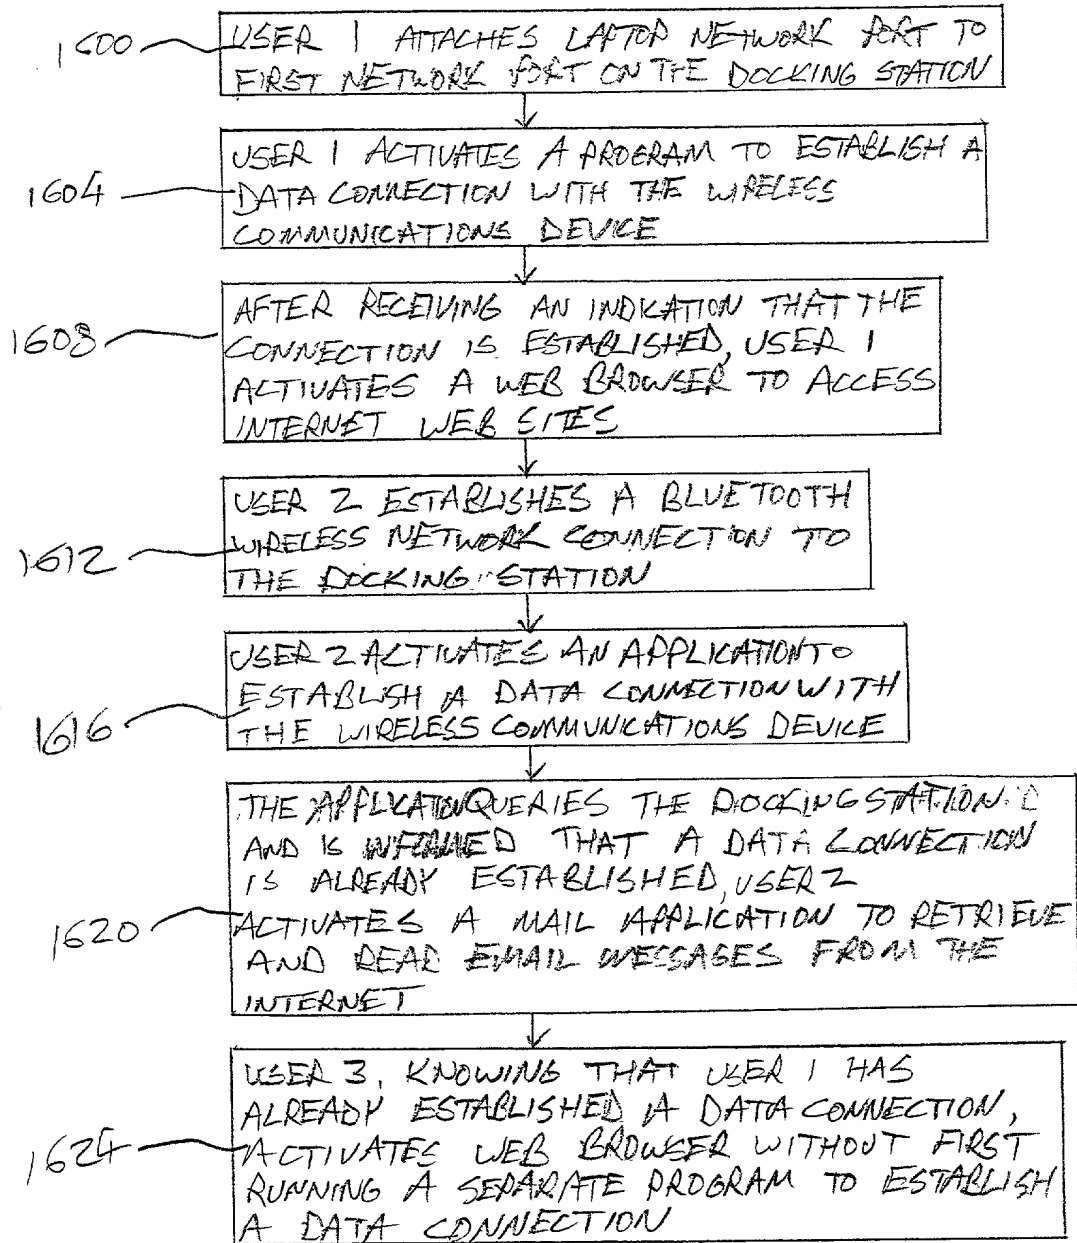 1600
USER 1 ATTACHES LAPTOP NETWORK PORT TO
FIRST NETWORK PORT ON THE DOCKING STATION
1604
USER 1 ACTIVATES A PROGRAM TO ESTABLISH A
DATA CONNECTION WITH THE WIRELESS
COMMUNICATIONS DEVICE
1608
AFTER RECEIVING AN INDICATION THAT THE
CONNECTION IS ESTABLISHED, USER 1
ACTIVATES A WEB BROWSER TO ACCESS
INTERNET WEB SITES
1612
USER 2 ESTABLISHES A BLUETOOTH
WIRELESS NETWORK CONNECTION TO
THE DOCKING STATION
1616
USER 2 ACTIVATES AN APPLICATION TO
ESTABLISH A DATA CONNECTION WITH
THE WIRELESS COMMUNICATIONS DEVICE
1620
THE APPLICATION QUERIES THE DOCKING STATION
AND IS INFORMED THAT A DATA CONNECTION
IS ALREADY ESTABLISHED, USER 2
ACTIVATES A MAIL APPLICATION TO RETRIEVE
AND READ EMAIL MESSAGES FROM THE
INTERNET
1624
USER 3, KNOWING THAT USER 1 HAS
ALREADY ESTABLISHED A DATA CONNECTION,
ACTIVATES WEB BROWSER WITHOUT FIRST
RUNNING A SEPARATE PROGRAM TO ESTABLISH
A DATA CONNECTION